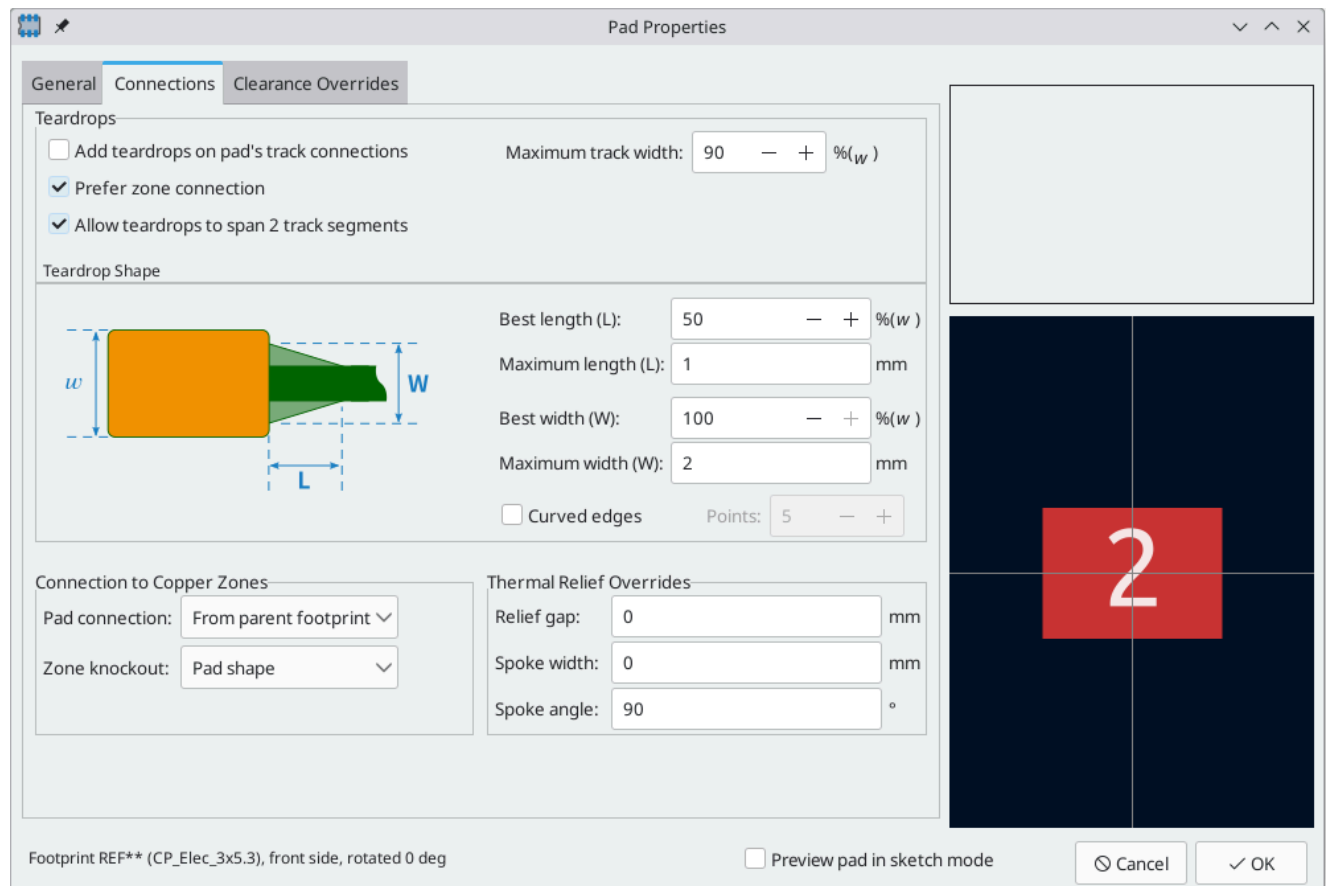 Pad Properties
General Connections Clearance Overrides
Teardrops
Add teardrops on pad's track connections
Maximum track width: 90 %(w )
Prefer zone connection
Allow teardrops to span 2 track segments
Teardrop Shape
w
W
L
Best length (L): 50 %(w )
Maximum length (L): 1 mm
Best width (W): 100 %(w )
Maximum width (W): 2 mm
Curved edges Points: 5
Connection to Copper Zones
Pad connection: From parent footprint
Zone knockout: Pad shape
Thermal Relief Overrides
Relief gap: 0 mm
Spoke width: 0 mm
Spoke angle: 90 °
2
Footprint REF** (CP_Elec_3x5.3), front side, rotated 0 deg
Preview pad in sketch mode
Cancel
OK